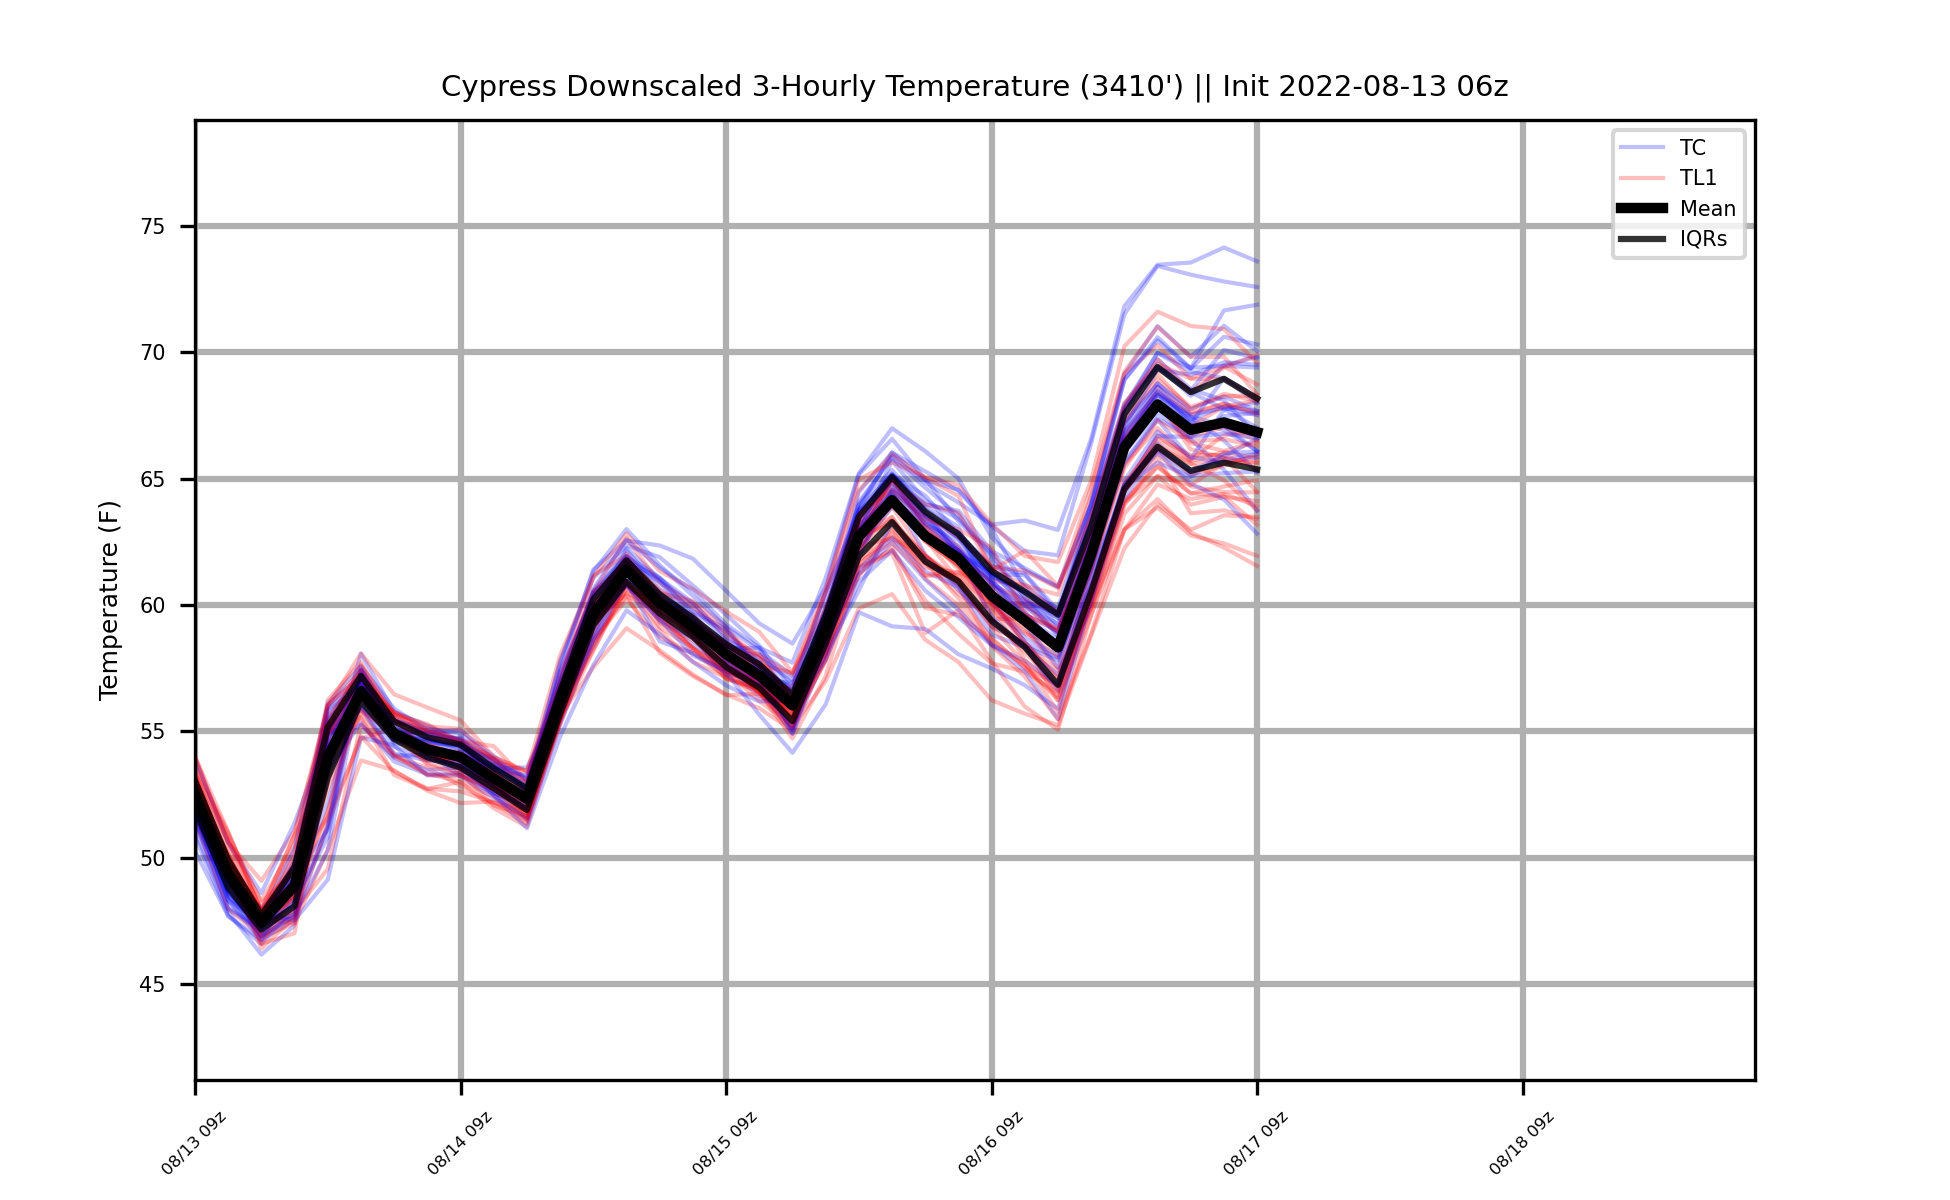 Cypress Downscaled 3-Hourly Temperature (3410') || Init 2022-08-13 06z
TC
TL1
Mean
IQRs
Temperature (F)
75
70
65
60
55
50
45
08/13 09z
08/14 09z
08/15 09z
08/16 09z
08/17 09z
08/18 09z